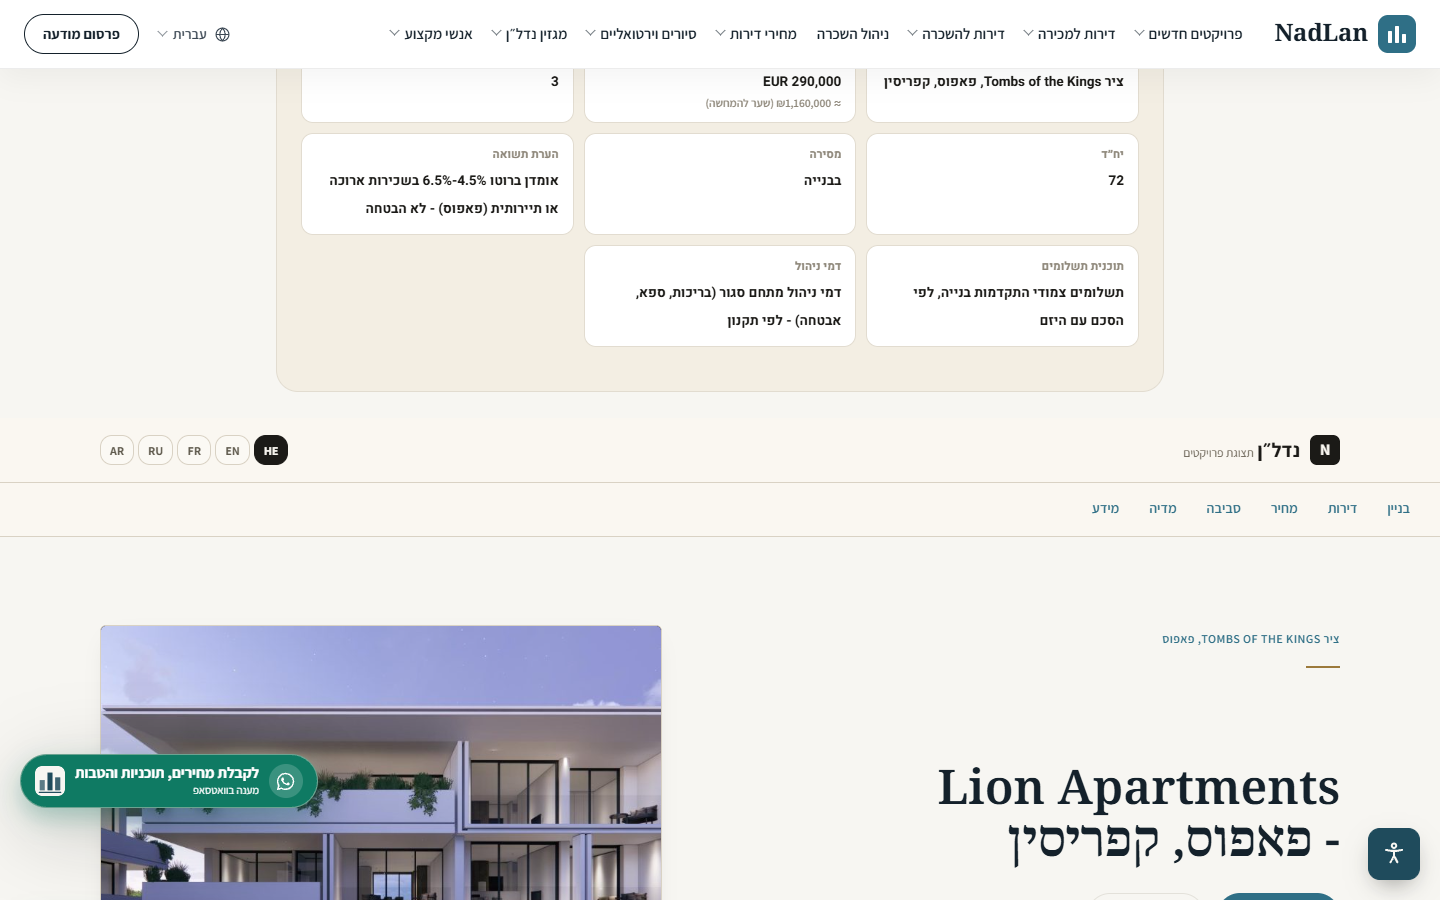 NadLan
פרויקטים חדשים
דירות למכירה
דירות להשכרה
ניהול השכרה
מחירי דירות
סיורים וירטואליים
מגזין נדל״ן
אנשי מקצוע
עברית
פרסום מודעה
ציר Tombs of the Kings, פאפוס, קפריסין
EUR 290,000
≈ ₪1,160,000 (שער להמחשה)
3
יח״ד
72
מסירה
בבנייה
הערת תשואה
אומדן ברוטו 4.5%-6.5% בשכירות ארוכה
או תיירותית (פאפוס) - לא הבטחה
תוכנית תשלומים
תשלומים צמודי התקדמות בנייה, לפי
הסכם עם היזם
דמי ניהול
דמי ניהול מתחם סגור (בריכות, ספא,
אבטחה) - לפי תקנון
N
נדל״ן תצוגת פרויקטים
HE
EN
FR
RU
AR
בניין
דירות
מחיר
סביבה
מדיה
מידע
ציר TOMBS OF THE KINGS, פאפוס
Lion Apartments
- פאפוס, קפריסין
לקבלת מחירים, תוכניות והטבות
מענה בוואטסאפ